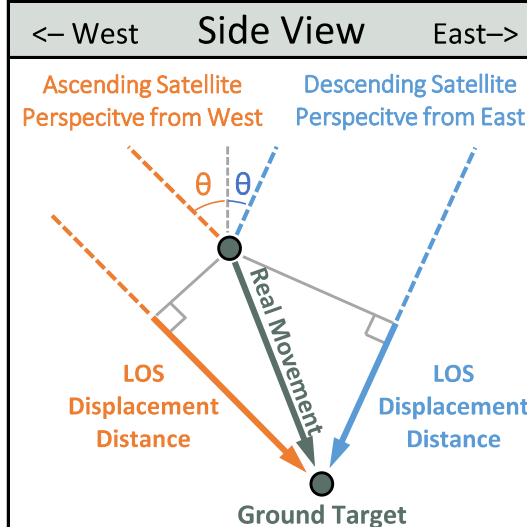 <– West Side View East–>
Ascending Satellite
Perspecitve from West
Descending Satellite
Perspecitve from East
θ θ
Real Movement
LOS
Displacement
Distance
LOS
Displacement
Distance
Ground Target